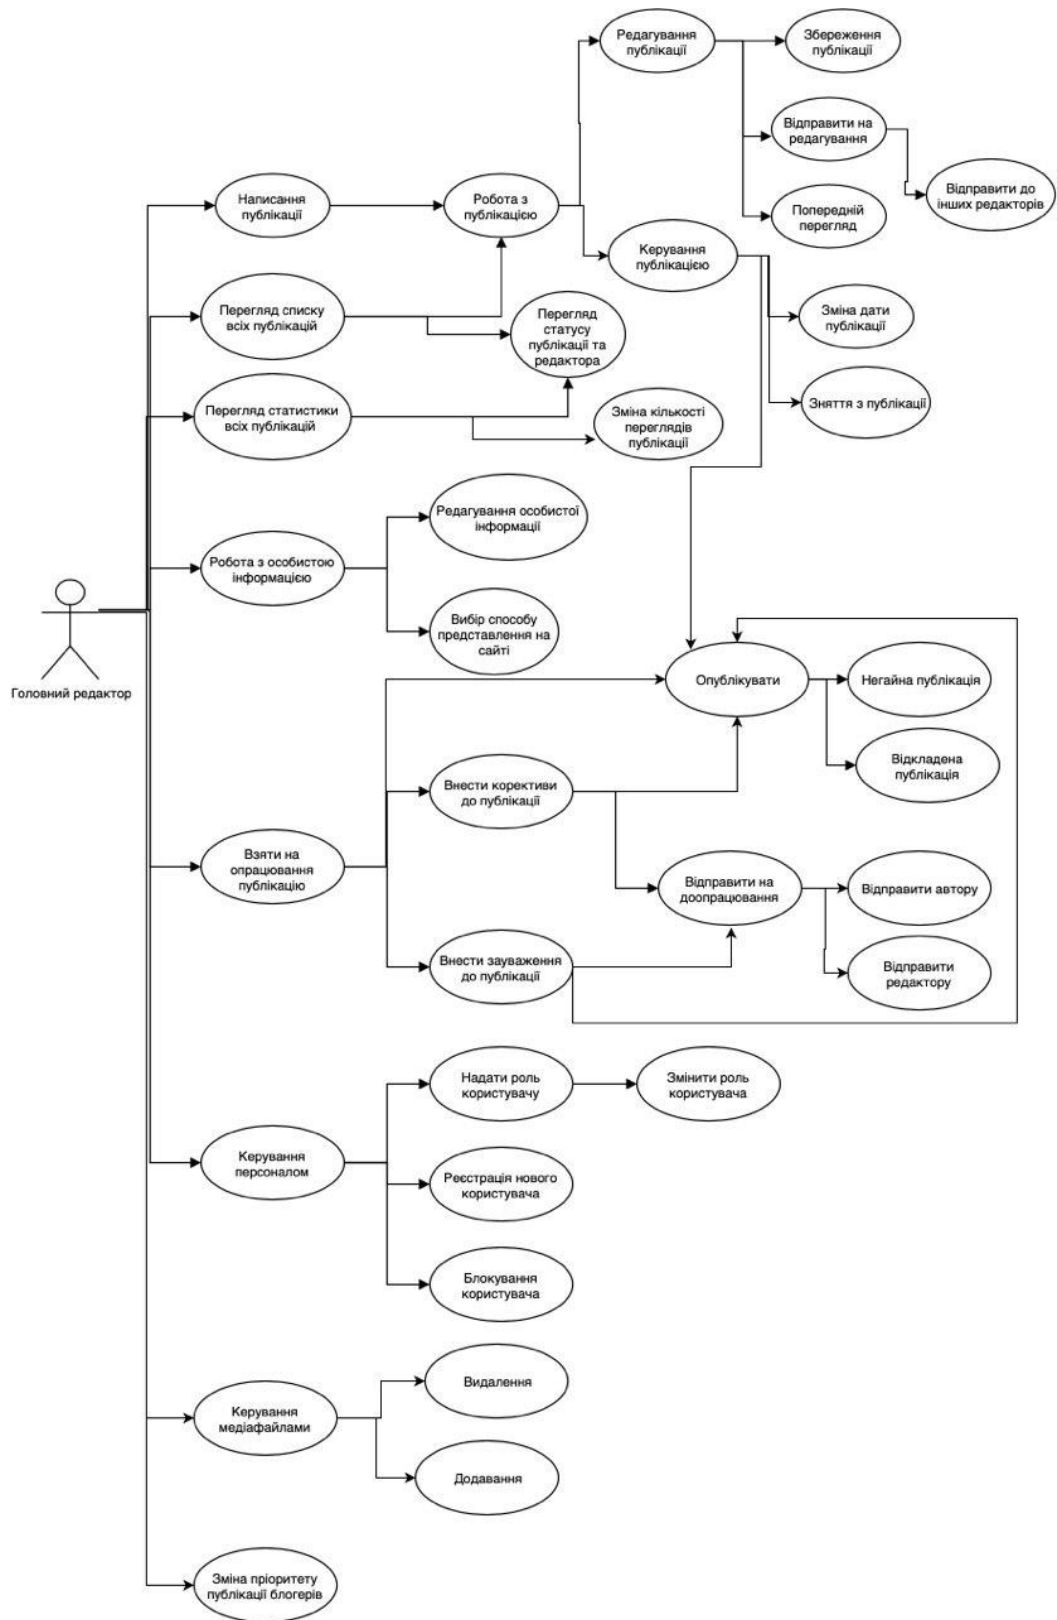 Редагування
публікації
Збереження
публікації
Відправити на
редагування
Відправити до
інших редакторів
Попередній
перегляд
Написання
публікації
Робота з
публікацією
Керування
публікацією
Перегляд списку
всіх публікацій
Перегляд
статусу
публікації та
редактора
Зміна дати
публікації
Перегляд статистики
всіх публікацій
Зміна кількості
переглядів
публікації
Зняття з публікації
Редагування особистої
інформації
Робота з особистою
інформацією
Вибір способу
представлення на
сайті
Головний редактор
Опублікувати
Негайна публікація
Відкладена
публікація
Внести корективи
до публікації
Взяти на
опрацювання
публікацію
Відправити на
доопрацювання
Відправити автору
Внести зауваження
до публікації
Відправити
редактору
Надати роль
користувачу
Змінити роль
користувача
Керування
персоналом
Реєстрація нового
користувача
Блокування
користувача
Видалення
Керування
медіафайлами
Додавання
Зміна пріоритету
публікації блогерів